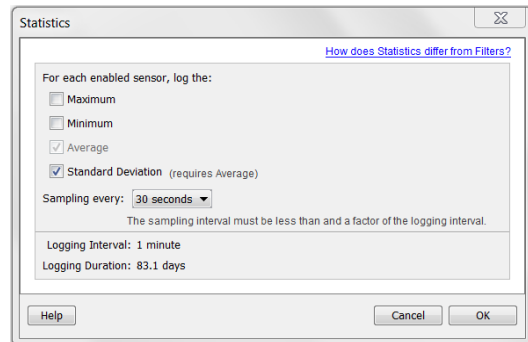 Statistics
How does Statistics differ from Filters?
For each enabled sensor, log the:
Maximum
Minimum
Average
Standard Deviation (requires Average)
Sampling every: 30 seconds
The sampling interval must be less than and a factor of the logging interval.
Logging Interval: 1 minute
Logging Duration: 83.1 days
Help Cancel OK